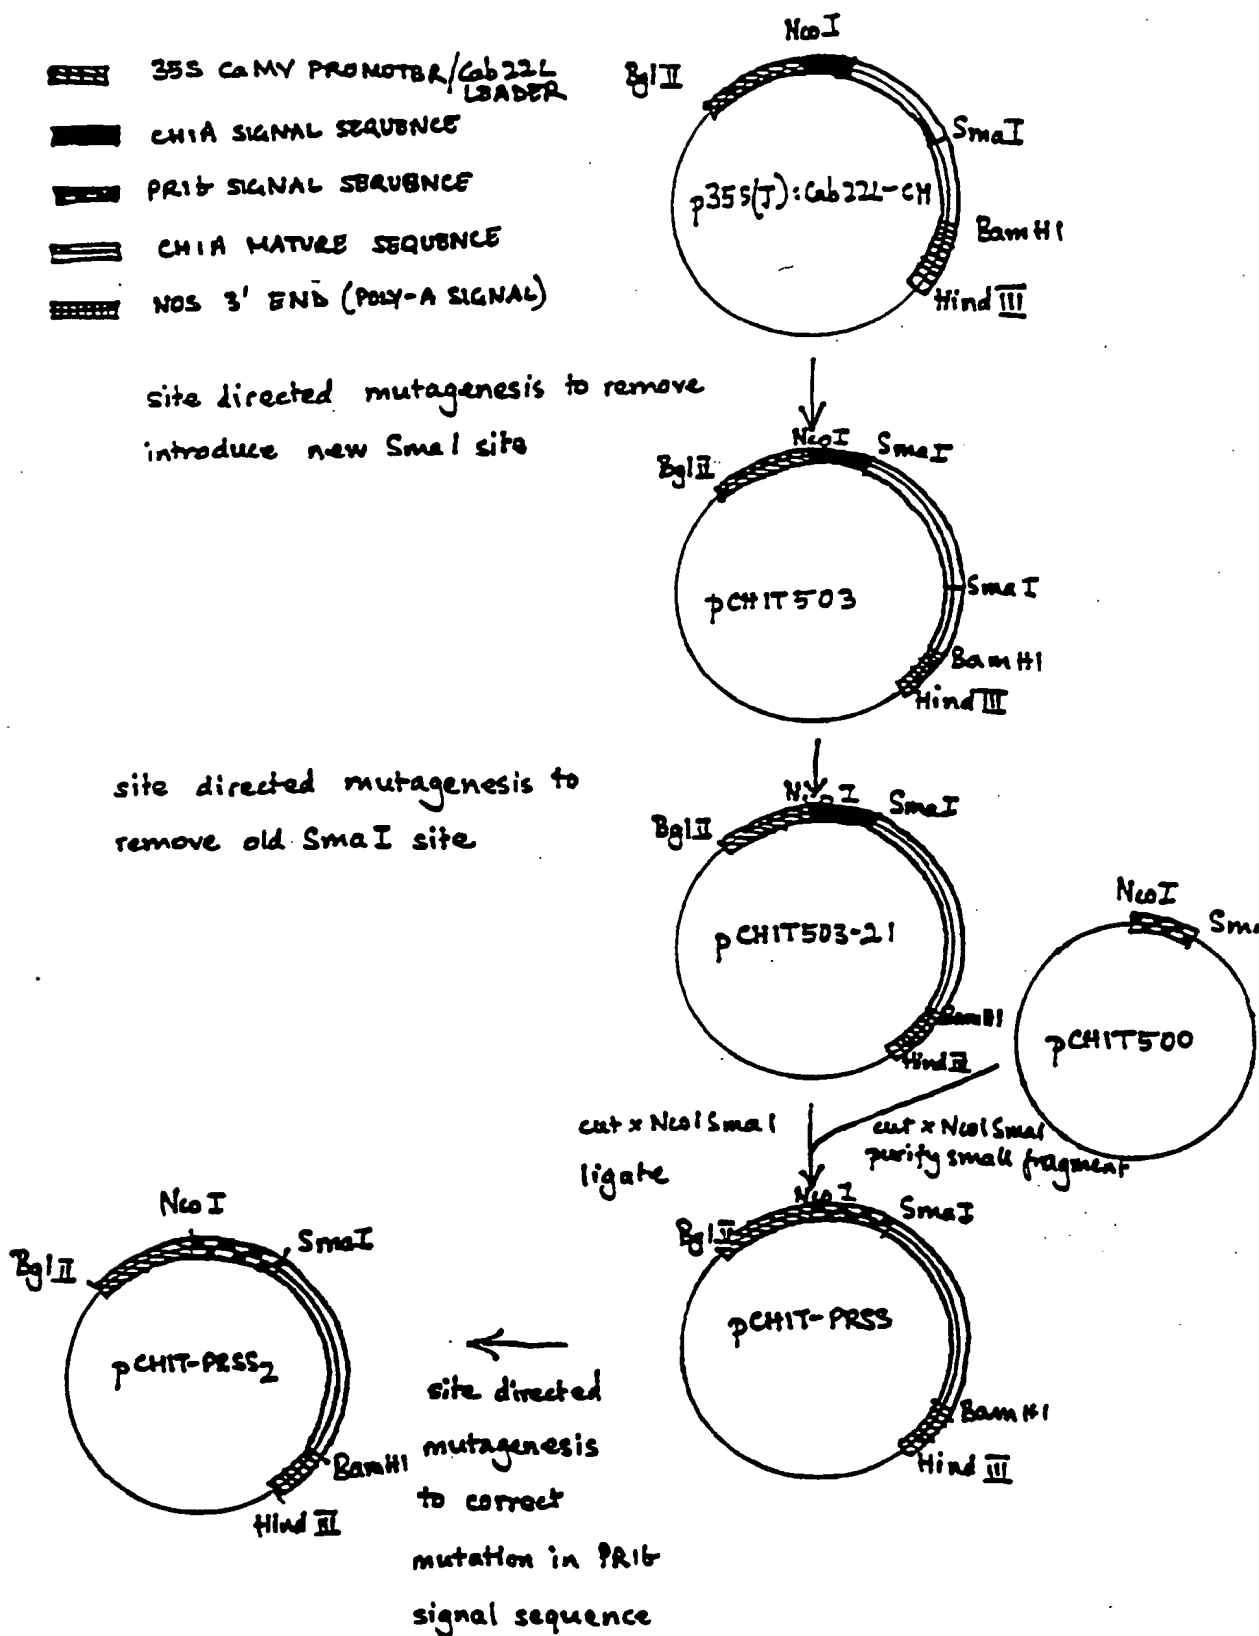 35S CaMV PROMOTER/Cab22L
LEADER
CHIA SIGNAL SEQUENCE
PR1b SIGNAL SEQUENCE
CHIA MATURE SEQUENCE
NOS 3' END (POLY-A SIGNAL)
NcoI
BglII
SmaI
p35S(J):Cab22L-CH
BamHI
HindIII
site directed mutagenesis to remove
introduce new SmaI site
NcoI
SmaI
BglII
pCHIT503
SmaI
BamHI
HindIII
site directed mutagenesis to
remove old SmaI site
NcoI
SmaI
BglII
pCHIT503-21
BamHI
HindIII
NcoI
Sma
pCHIT500
cut x NcoI SmaI
ligate
cut x NcoI SmaI
purify small fragment
NcoI
SmaI
BglII
pCHIT-PRSS
BamHI
HindIII
NcoI
SmaI
BglII
pCHIT-PRSS2
BamHI
HindIII
site directed
mutagenesis
to correct
mutation in PR1b
signal sequence